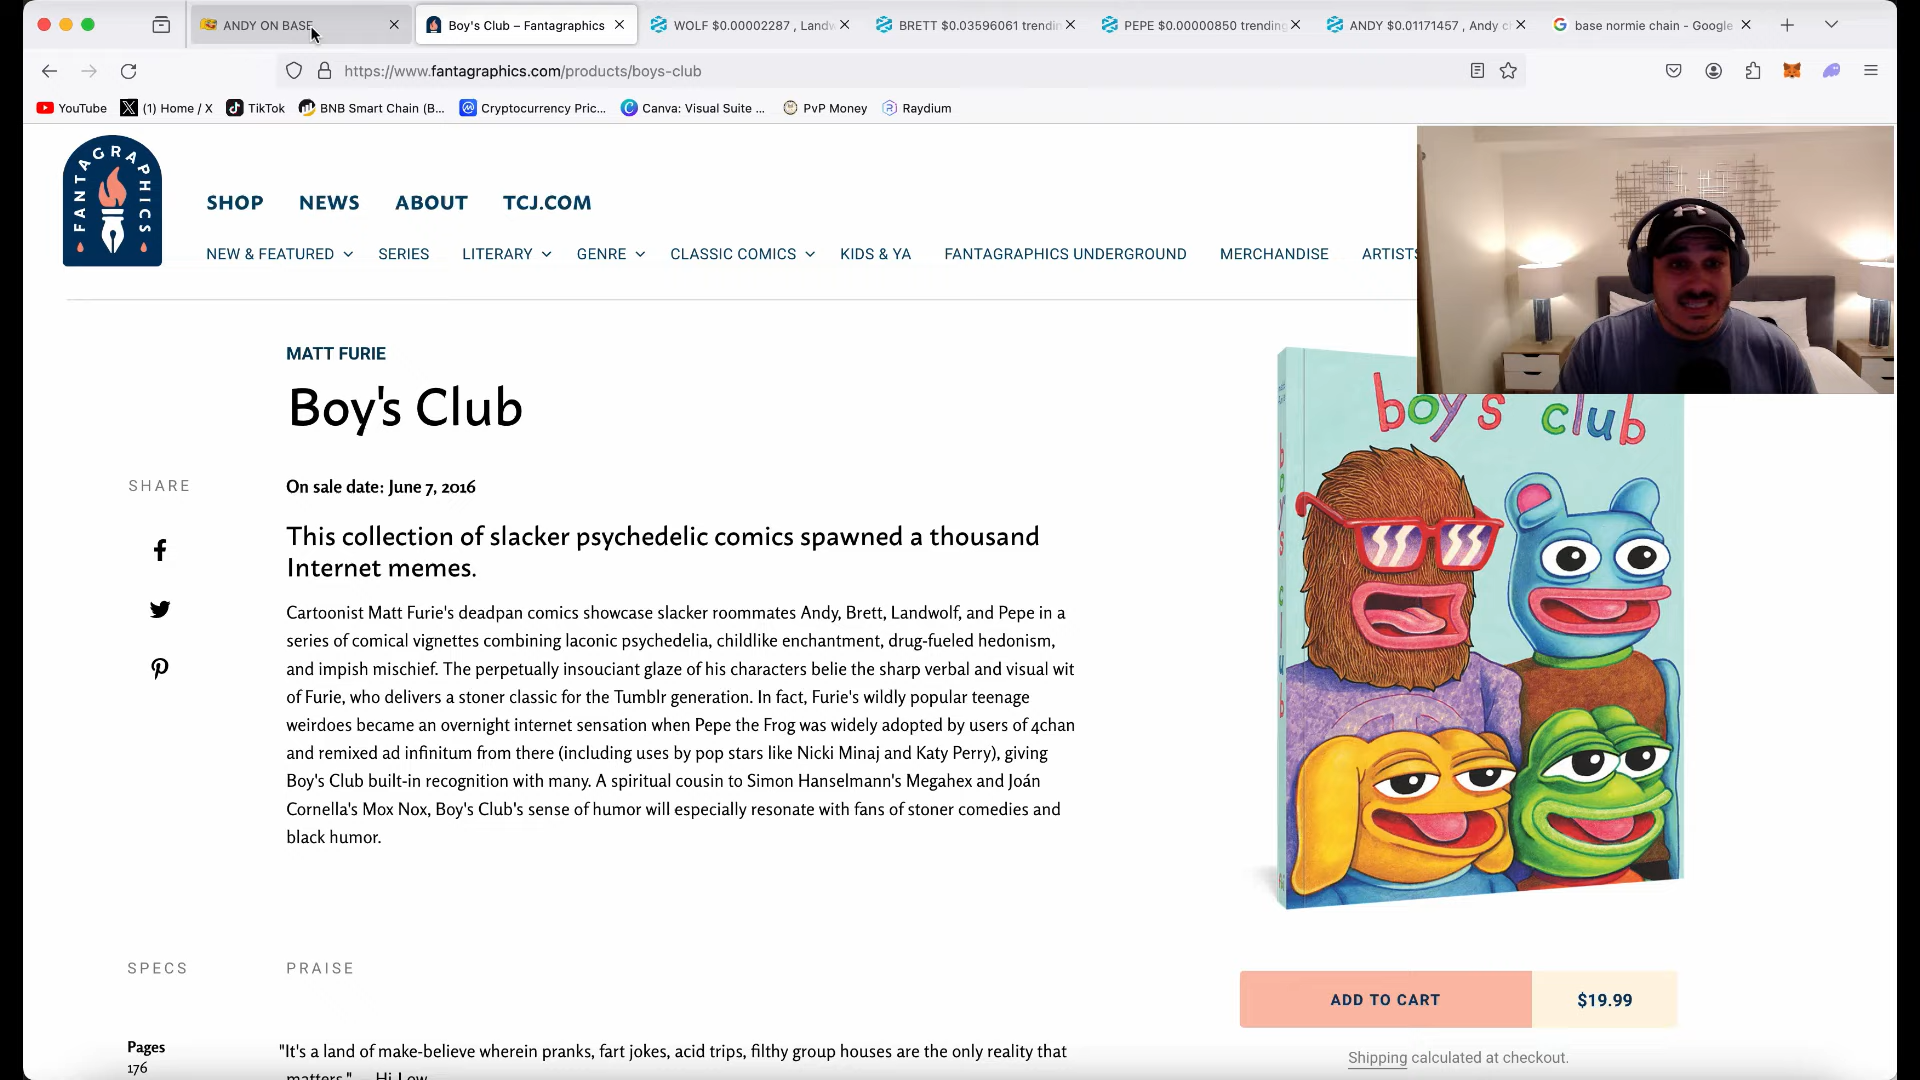 ANDY ON BASE
Boy's Club – Fantagraphics
WOLF $0.00002287 , Landw
BRETT $0.03596061 trendin
PEPE $0.00000850 trending
ANDY $0.01171457 , Andy c
base normie chain - Google
https://www.fantagraphics.com/products/boys-club
YouTube
(1) Home / X
TikTok
BNB Smart Chain (B...
Cryptocurrency Pric...
Canva: Visual Suite ...
PvP Money
Raydium
FANTAGRAPHICS
SHOP NEWS ABOUT TCJ.COM
NEW & FEATURED SERIES LITERARY GENRE CLASSIC COMICS KIDS & YA FANTAGRAPHICS UNDERGROUND MERCHANDISE ARTISTS
MATT FURIE
Boy's Club
SHARE
On sale date: June 7, 2016
This collection of slacker psychedelic comics spawned a thousand
Internet memes.
Cartoonist Matt Furie's deadpan comics showcase slacker roommates Andy, Brett, Landwolf, and Pepe in a
series of comical vignettes combining laconic psychedelia, childlike enchantment, drug-fueled hedonism,
and impish mischief. The perpetually insouciant glaze of his characters belie the sharp verbal and visual wit
of Furie, who delivers a stoner classic for the Tumblr generation. In fact, Furie's wildly popular teenage
weirdoes became an overnight internet sensation when Pepe the Frog was widely adopted by users of 4chan
and remixed ad infinitum from there (including uses by pop stars like Nicki Minaj and Katy Perry), giving
Boy's Club built-in recognition with many. A spiritual cousin to Simon Hanselmann's Megahex and Joán
Cornella's Mox Nox, Boy's Club's sense of humor will especially resonate with fans of stoner comedies and
black humor.
boy's club
boy's club
SPECS
PRAISE
ADD TO CART $19.99
Shipping calculated at checkout.
Pages
176
"It's a land of make-believe wherein pranks, fart jokes, acid trips, filthy group houses are the only reality that
matters." — Hi Low